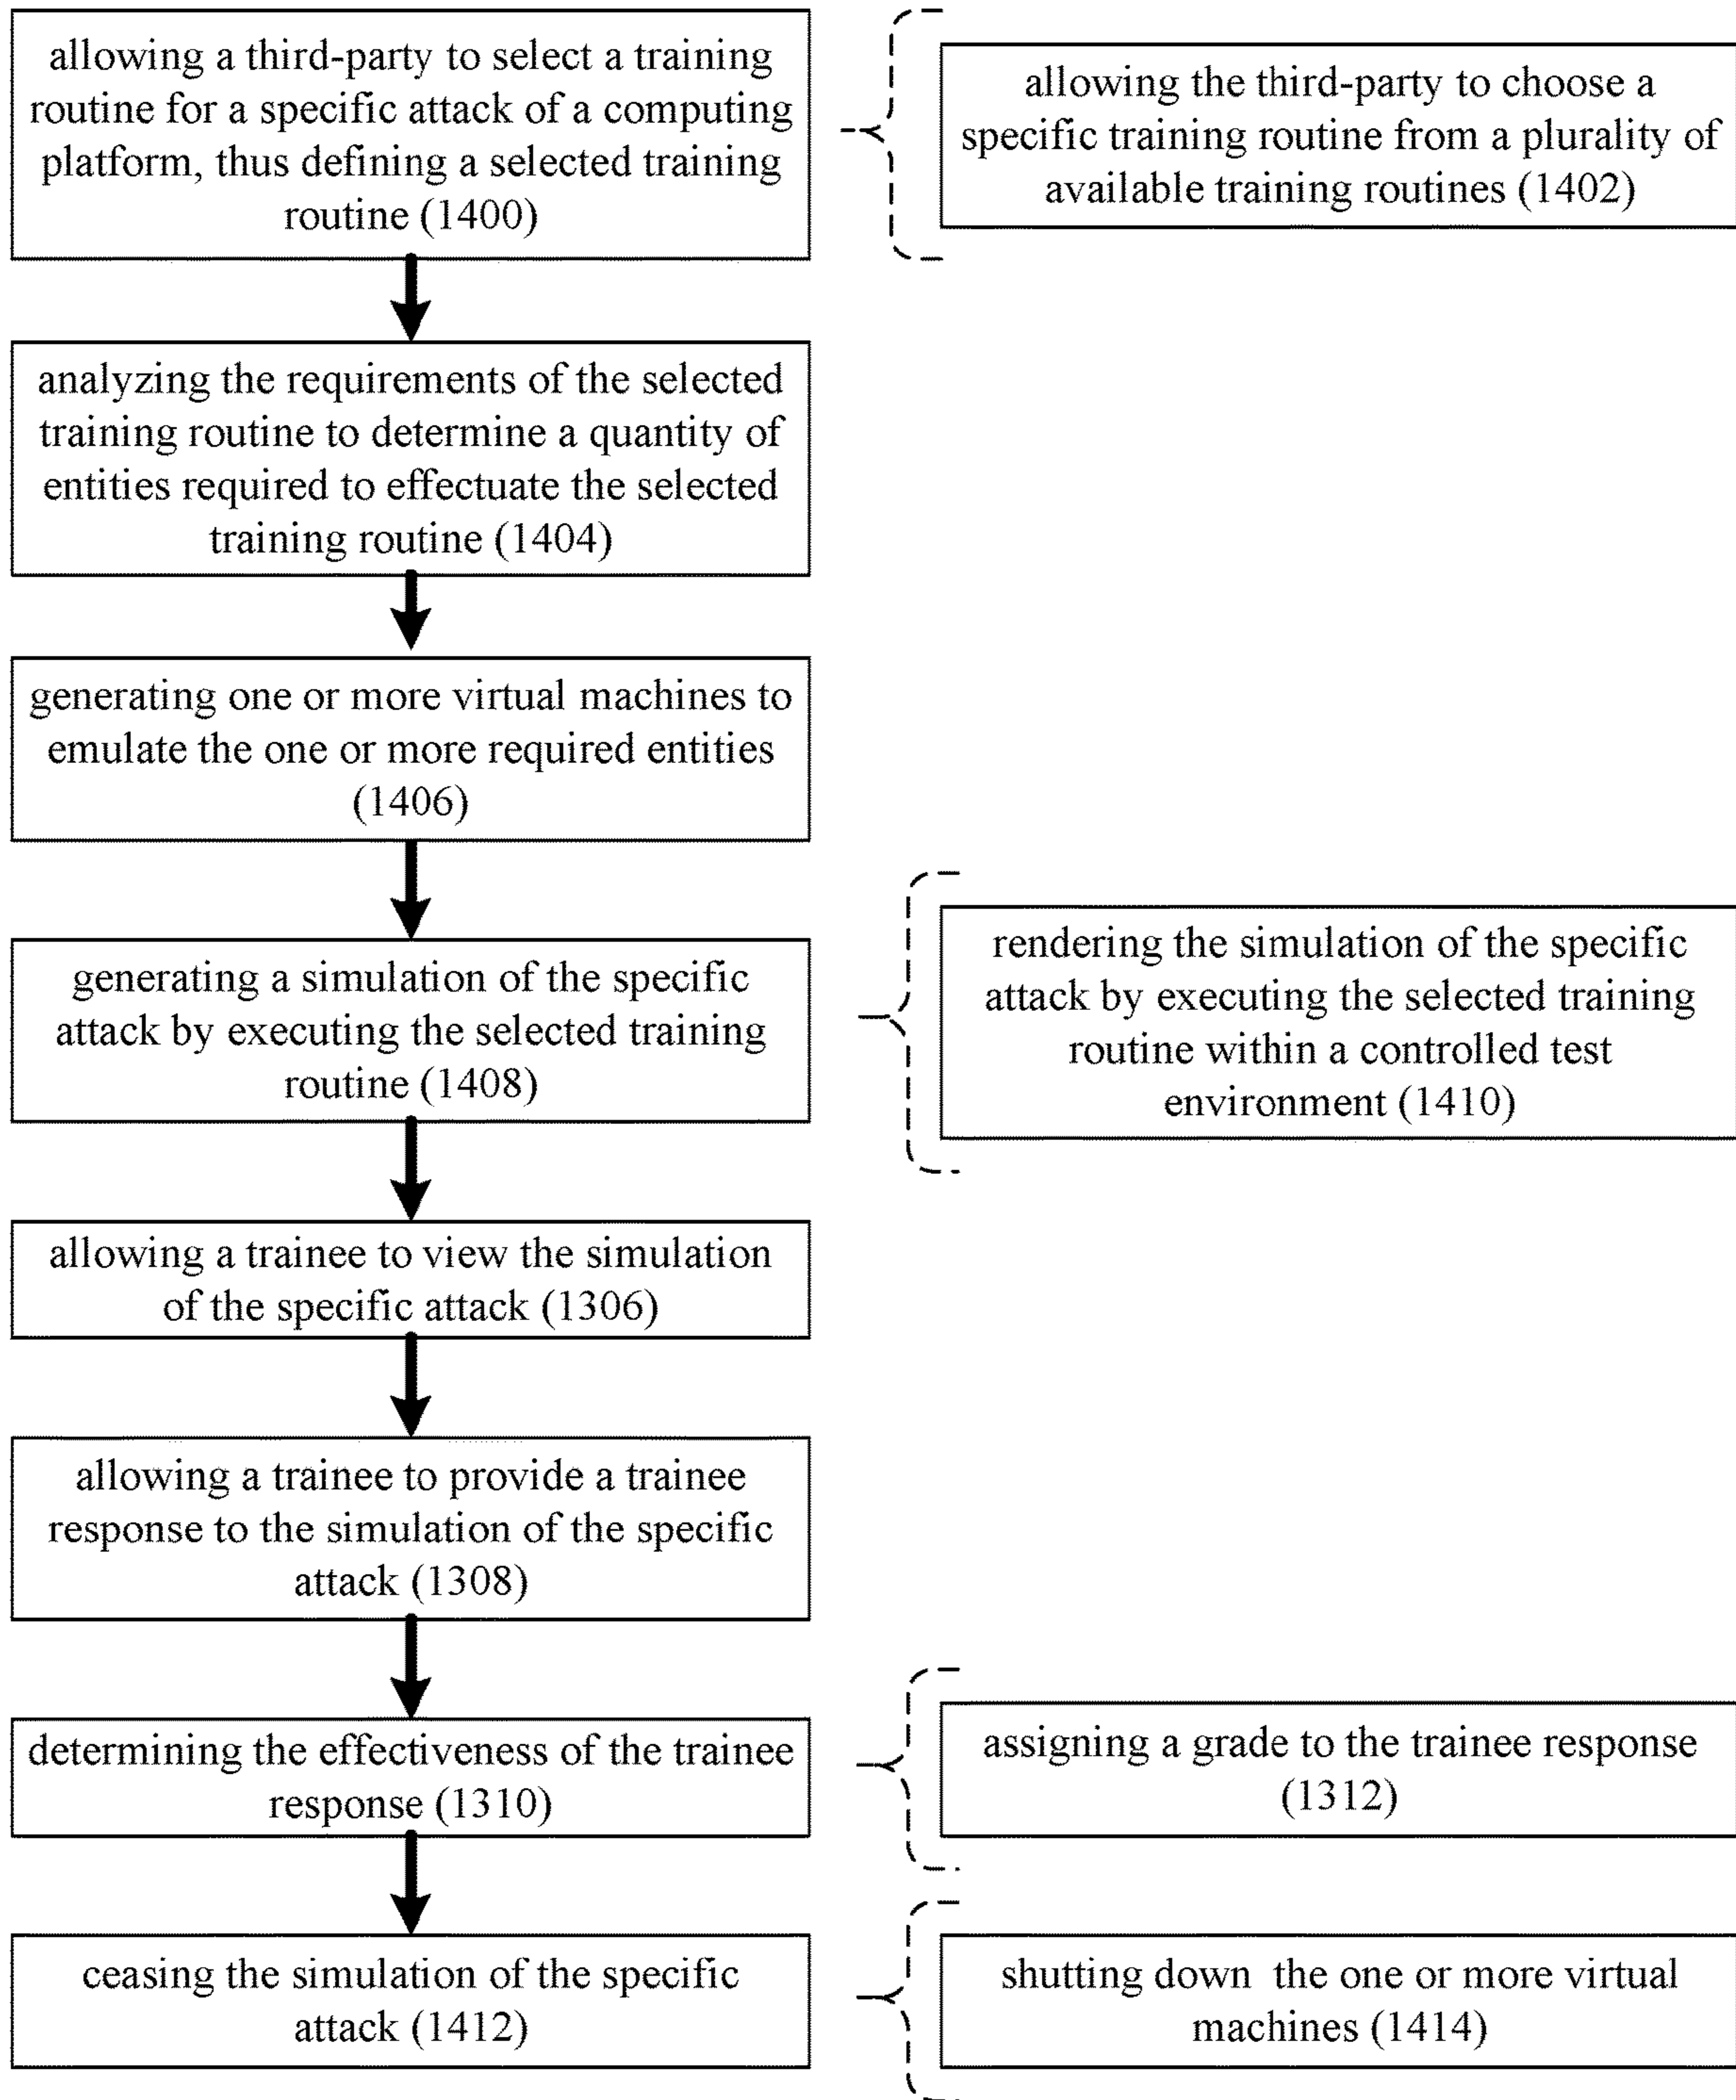 allowing a third-party to select a training
routine for a specific attack of a computing
platform, thus defining a selected training
routine (1400)
allowing the third-party to choose a
specific training routine from a plurality of
available training routines (1402)
analyzing the requirements of the selected
training routine to determine a quantity of
entities required to effectuate the selected
training routine (1404)
generating one or more virtual machines to
emulate the one or more required entities
(1406)
generating a simulation of the specific
attack by executing the selected training
routine (1408)
rendering the simulation of the specific
attack by executing the selected training
routine within a controlled test
environment (1410)
allowing a trainee to view the simulation
of the specific attack (1306)
allowing a trainee to provide a trainee
response to the simulation of the specific
attack (1308)
determining the effectiveness of the trainee
response (1310)
assigning a grade to the trainee response
(1312)
ceasing the simulation of the specific
attack (1412)
shutting down the one or more virtual
machines (1414)